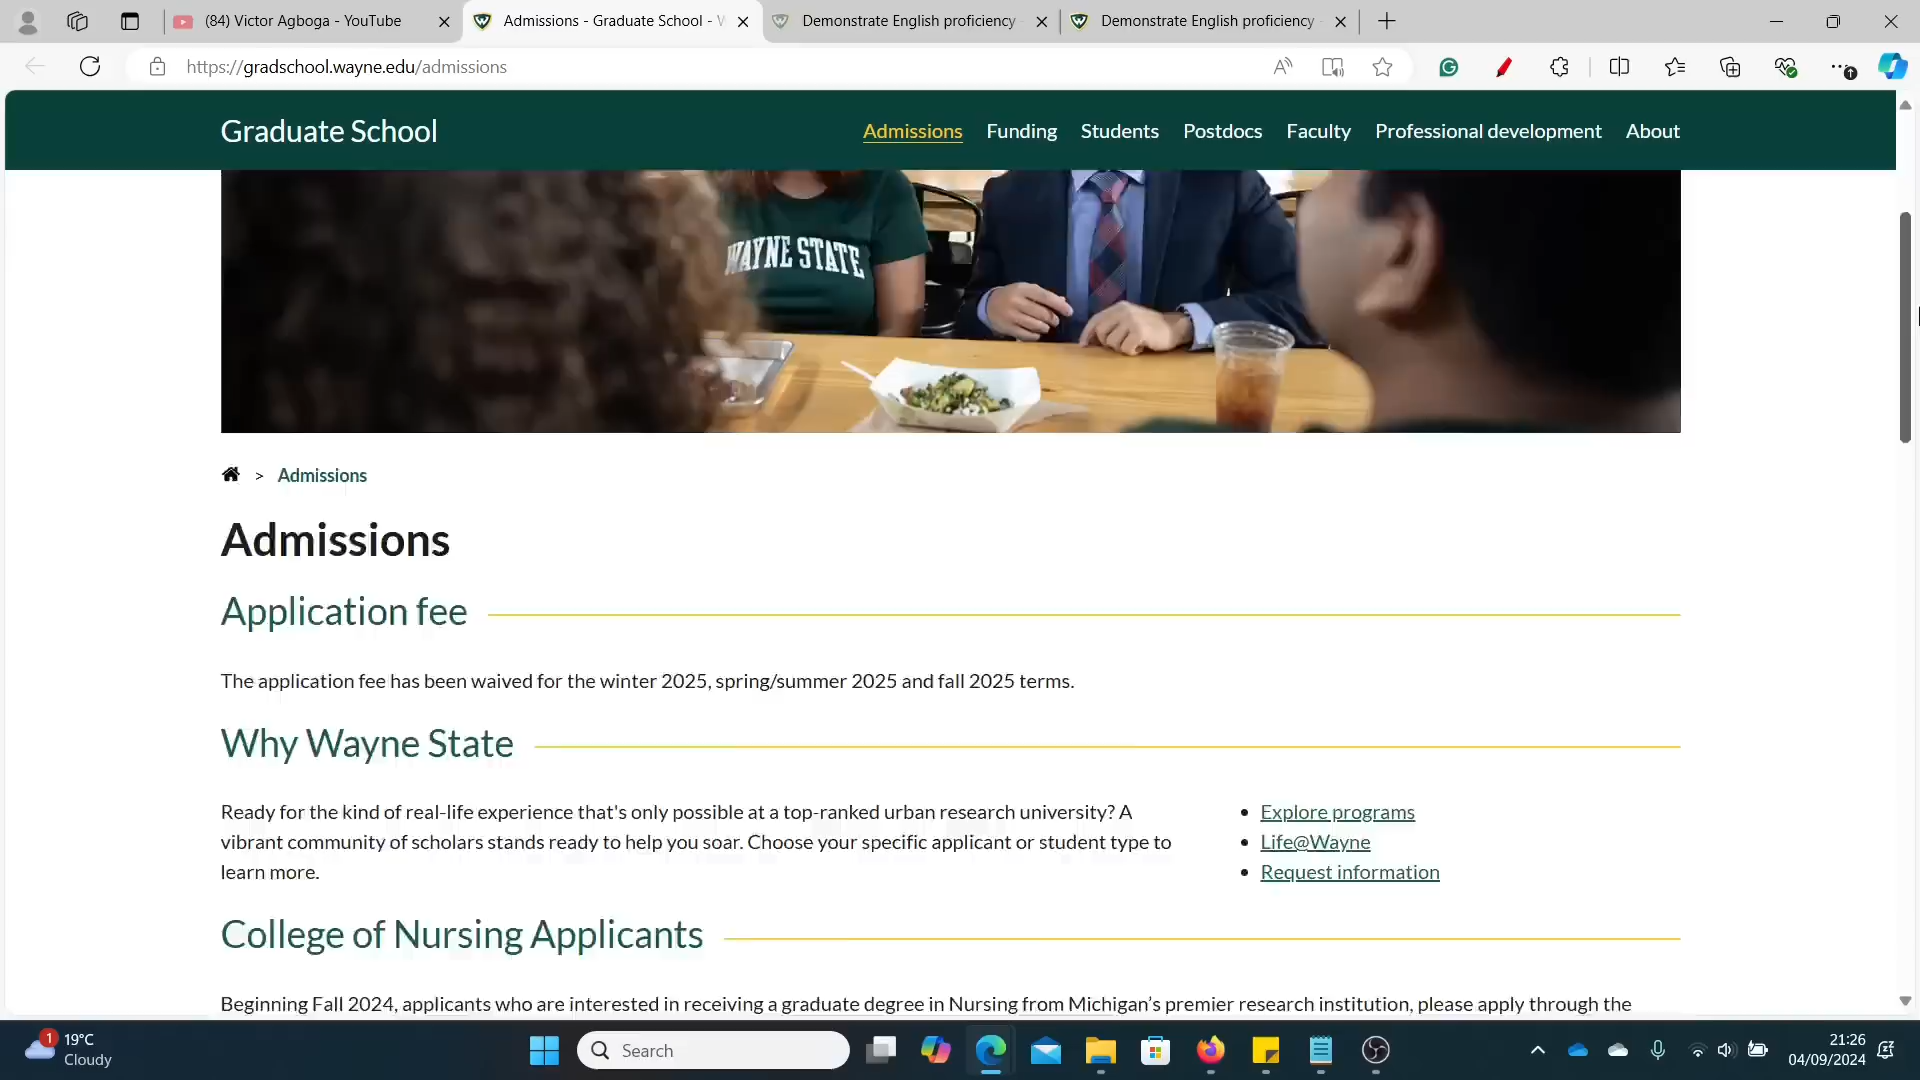 (84) Victor Agboga - YouTube
Admissions - Graduate School - W
Demonstrate English proficiency
Demonstrate English proficiency
https://gradschool.wayne.edu/admissions
Graduate School
Admissions
Funding
Students
Postdocs
Faculty
Professional development
About
WAYNE STATE
> Admissions
Admissions
Application fee
The application fee has been waived for the winter 2025, spring/summer 2025 and fall 2025 terms.
Why Wayne State
Ready for the kind of real-life experience that's only possible at a top-ranked urban research university? A
vibrant community of scholars stands ready to help you soar. Choose your specific applicant or student type to
learn more.
• Explore programs
• Life@Wayne
• Request information
College of Nursing Applicants
Beginning Fall 2024, applicants who are interested in receiving a graduate degree in Nursing from Michigan’s premier research institution, please apply through the
1
19°C
Cloudy
Search
21:26
04/09/2024